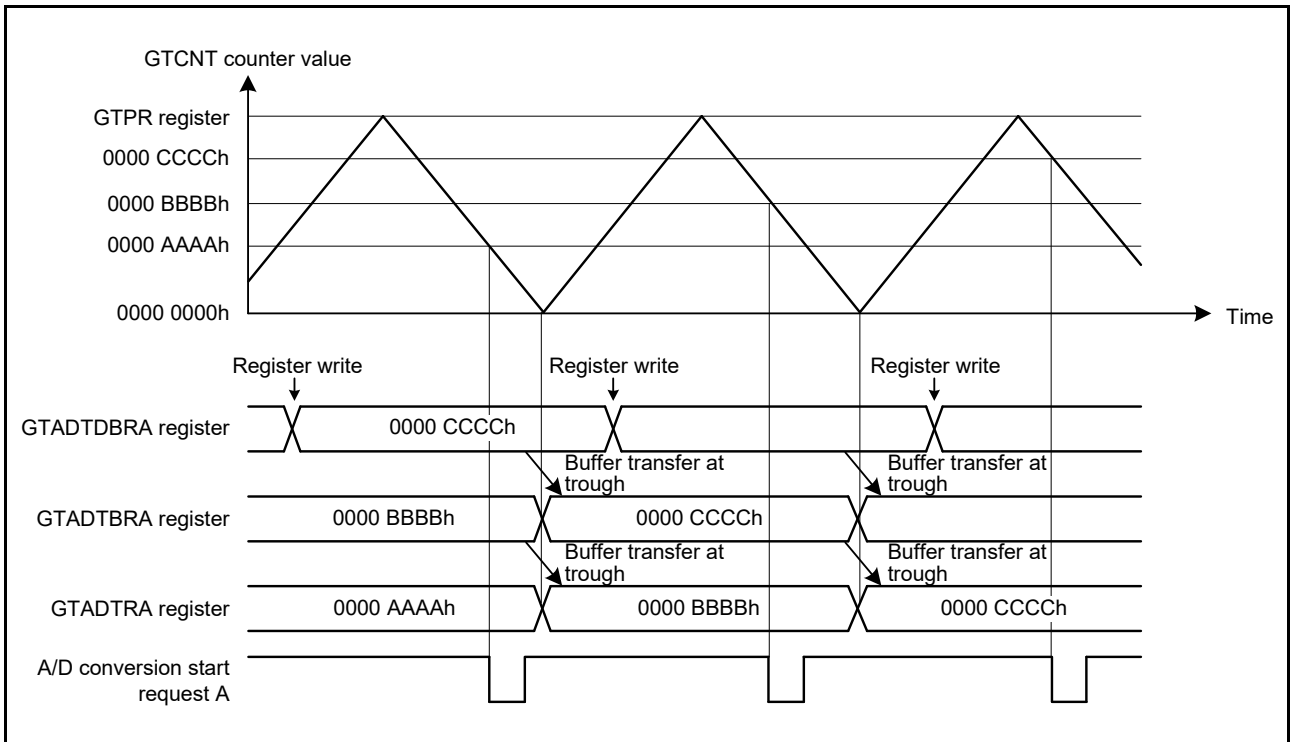 GTCNT counter value
GTPR register
0000 CCCCh
0000 BBBBh
0000 AAAAh
0000 0000h
Time
Register write
Register write
Register write
GTADTDBRA register
0000 CCCCh
Buffer transfer at
trough
Buffer transfer at
trough
GTADTBRA register
0000 BBBBh
0000 CCCCh
Buffer transfer at
trough
Buffer transfer at
trough
GTADTRA register
0000 AAAAh
0000 BBBBh
0000 CCCCh
A/D conversion start
request A